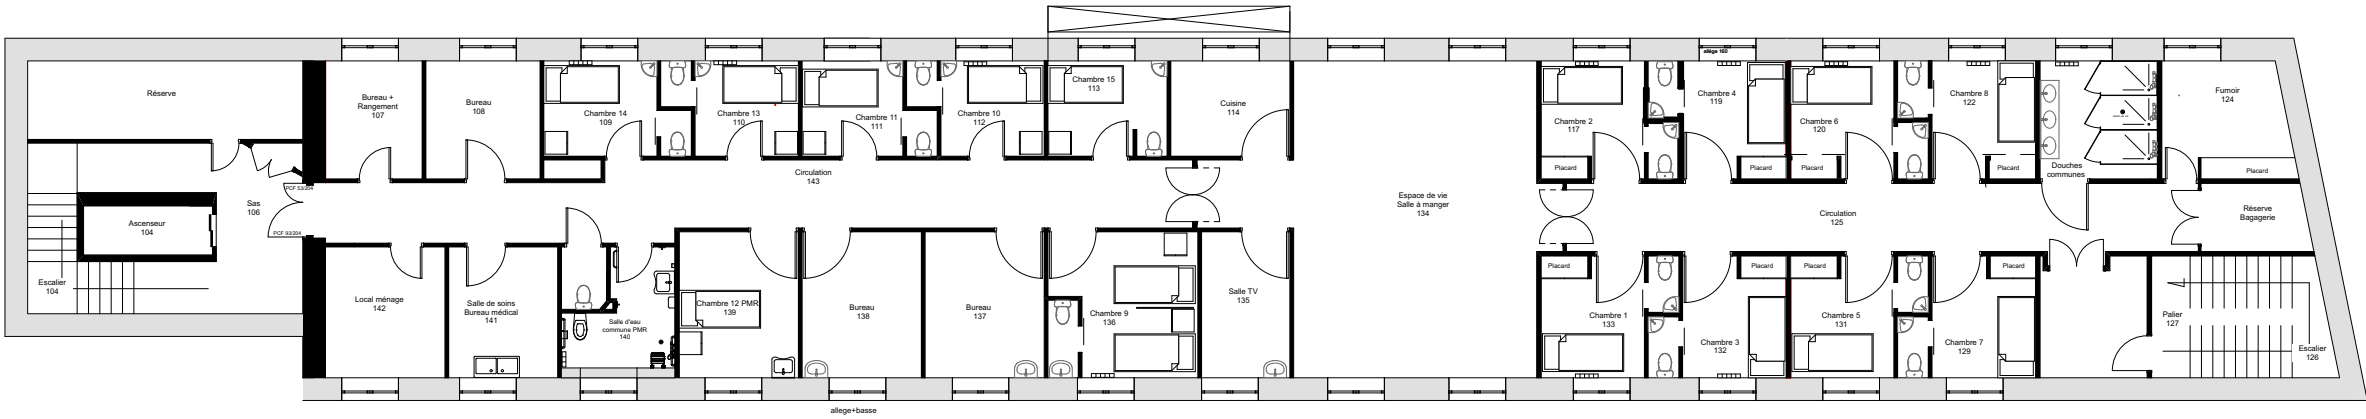 allège 160
Réserve
Bureau +
Rangement
107
Bureau
108
Chambre 14
109
Chambre 13
110
Chambre 11
111
Chambre 10
112
Chambre 15
113
Cuisine
114
Chambre 2
117
Placard
Chambre 4
119
Placard
Chambre 6
120
Placard
Chambre 8
122
Placard
Douches
communes
Fumoir
124
Placard
PCF 53/204
Sas
106
PCF 93/204
Ascenseur
104
Escalier
104
Circulation
143
Espace de vie
Salle à manger
134
Circulation
125
Réserve
Bagagerie
Local ménage
142
Salle de soins
Bureau médical
141
Salle d'eau
commune PMR
140
Chambre 12 PMR
139
Bureau
138
Bureau
137
Chambre 9
136
Salle TV
135
Placard
Chambre 1
133
Placard
Chambre 3
132
Placard
Chambre 5
131
Placard
Chambre 7
129
Palier
127
Escalier
126
allege+basse